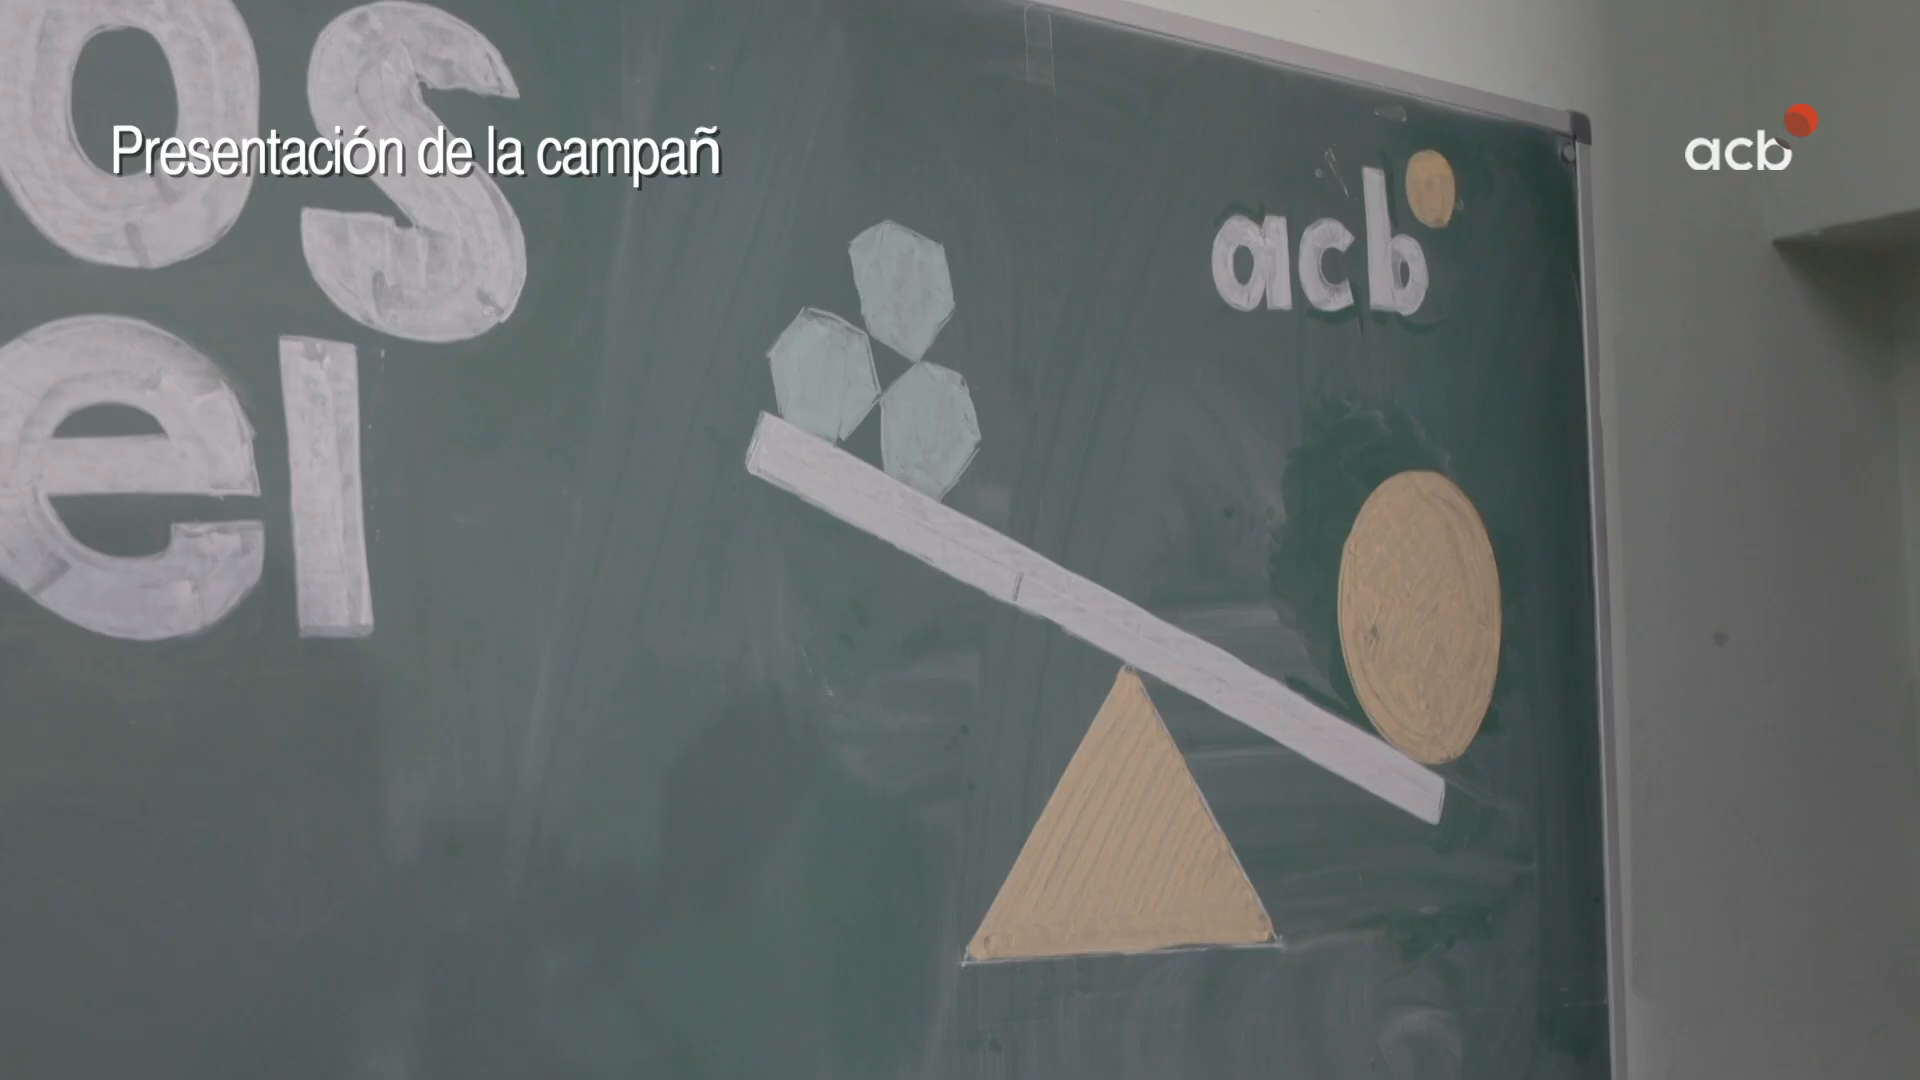 os
Presentación de la campañ
acb
acb
el